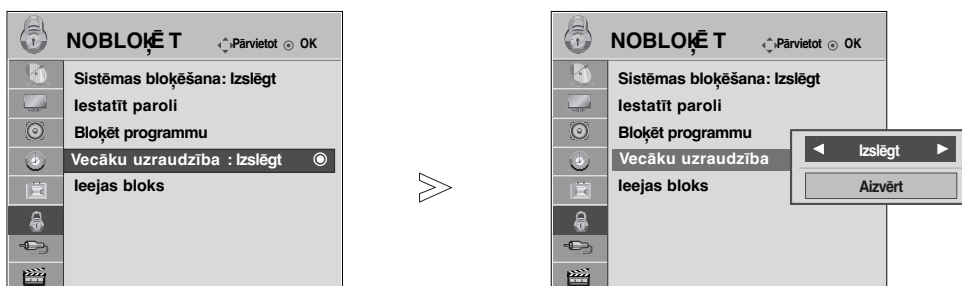 NOBLOĶĒT Pārvietot OK
Sistēmas bloķēšana: Izslēgt
Iestatīt paroli
Bloķēt programmu
Vecāku uzraudzība : Izslēgt
Ieejas bloks
NOBLOĶĒT Pārvietot OK
Sistēmas bloķēšana: Izslēgt
Iestatīt paroli
Bloķēt programmu
Vecāku uzraudzība
Izslēgt
Ieejas bloks
Aizvērt